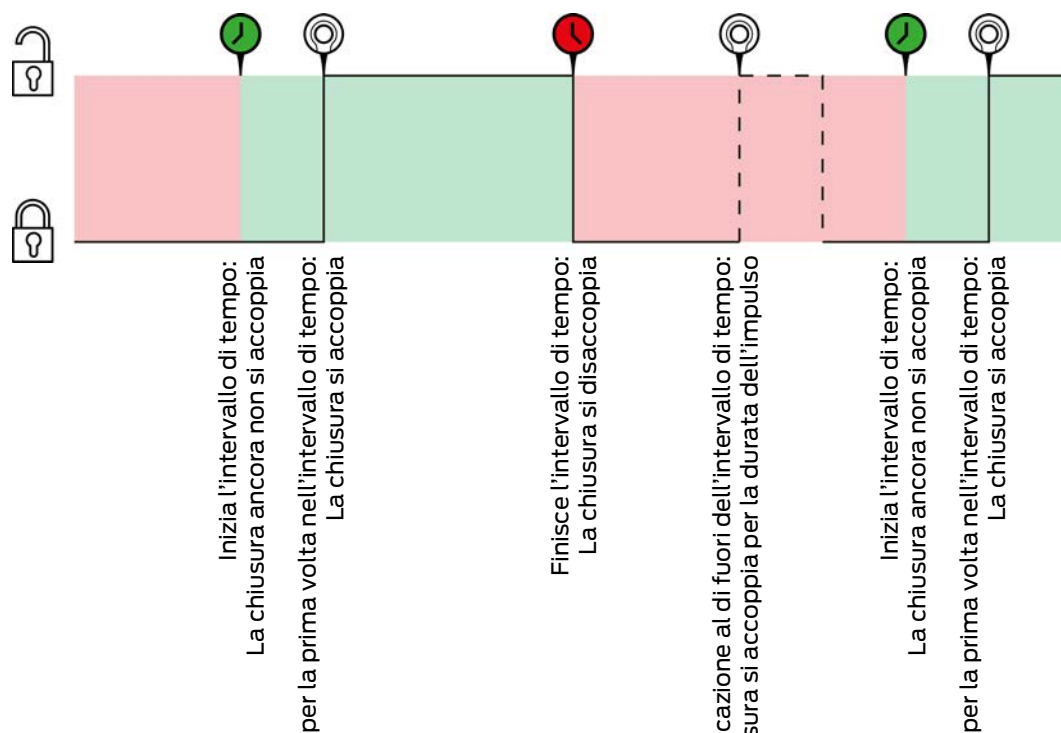 Inizia l'intervallo di tempo:
La chiusura ancora non si accoppia
per la prima volta nell'intervallo di tempo:
La chiusura si accoppia
Finisce l'intervallo di tempo:
La chiusura si disaccoppia
cazione al di fuori dell'intervallo di tempo:
sura si accoppia per la durata dell'impulso
Inizia l'intervallo di tempo:
La chiusura ancora non si accoppia
per la prima volta nell'intervallo di tempo:
La chiusura si accoppia